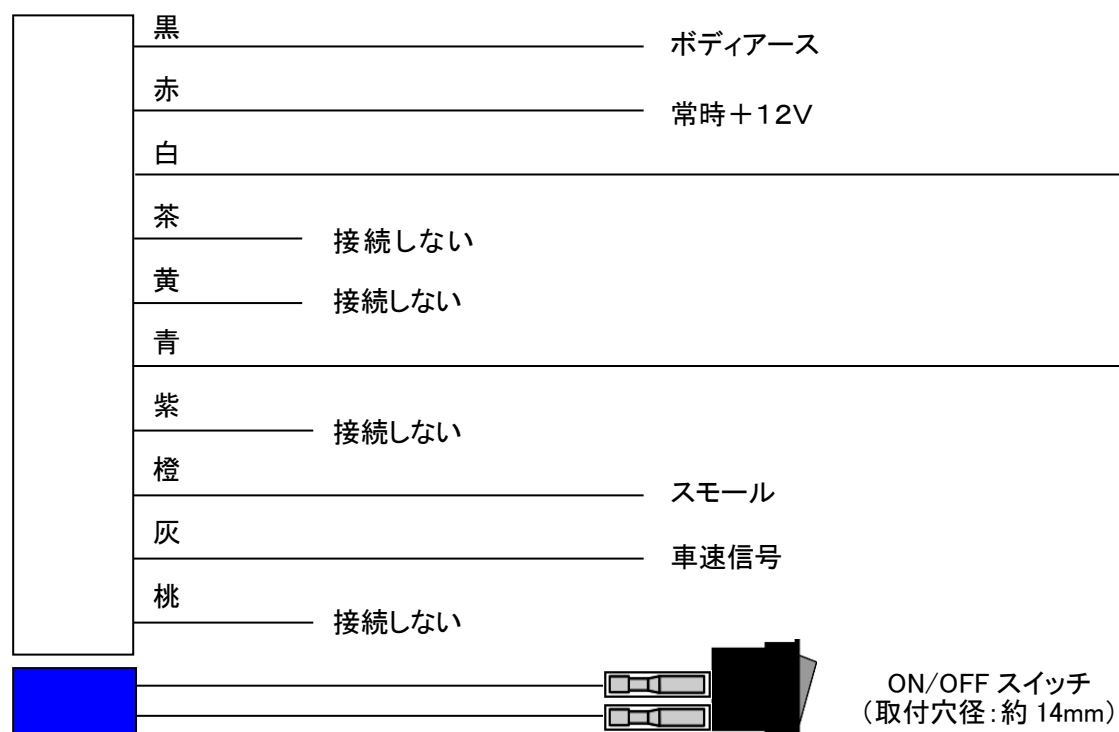 黒
ボディアース
赤
常時＋１２Ｖ
白
茶
接続しない
黄
接続しない
青
紫
接続しない
橙
スモール
灰
車速信号
桃
接続しない
ON/OFF スイッチ
（取付穴径：約 14mm）